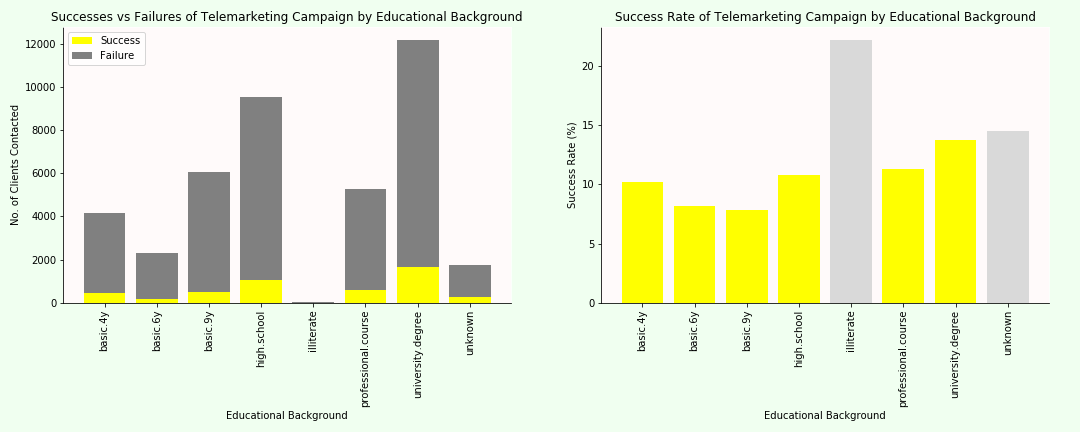 Successes vs Failures of Telemarketing Campaign by Educational Background
Success
Failure
12000
10000
8000
6000
4000
2000
0
No. of Clients Contacted
basic.4y
basic.6y
basic.9y
high.school
illiterate
professional.course
university.degree
unknown
Educational Background
Success Rate of Telemarketing Campaign by Educational Background
20
15
10
5
0
Success Rate (%)
basic.4y
basic.6y
basic.9y
high.school
illiterate
professional.course
university.degree
unknown
Educational Background